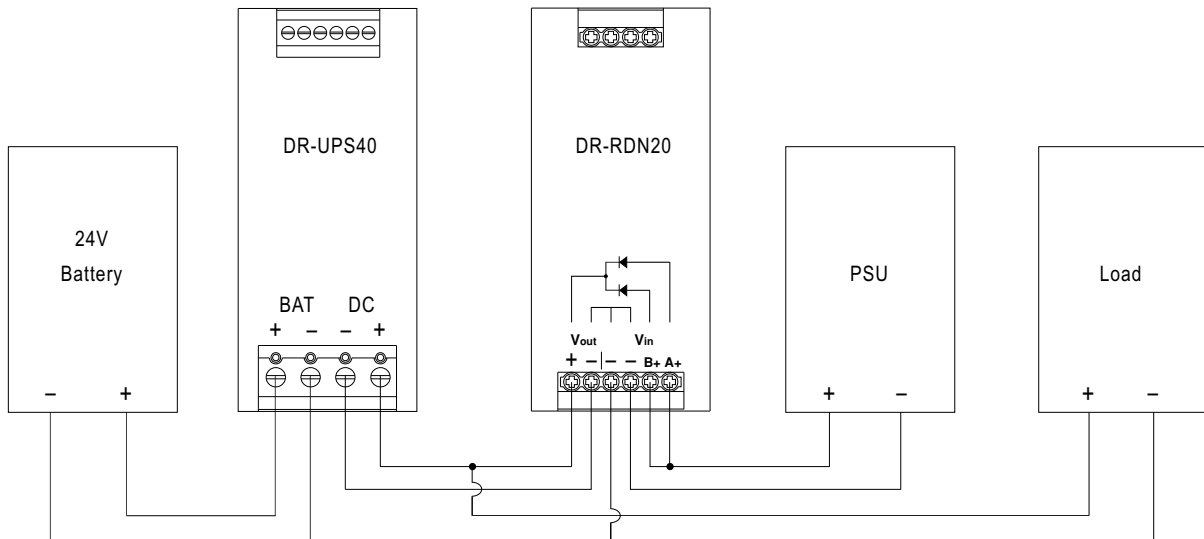 DR-UPS40
DR-RDN20
24V
Battery
PSU
Load
BAT DC
+ − − +
Vout Vin
+ − − − B+ A+
− +
+ −
+ −